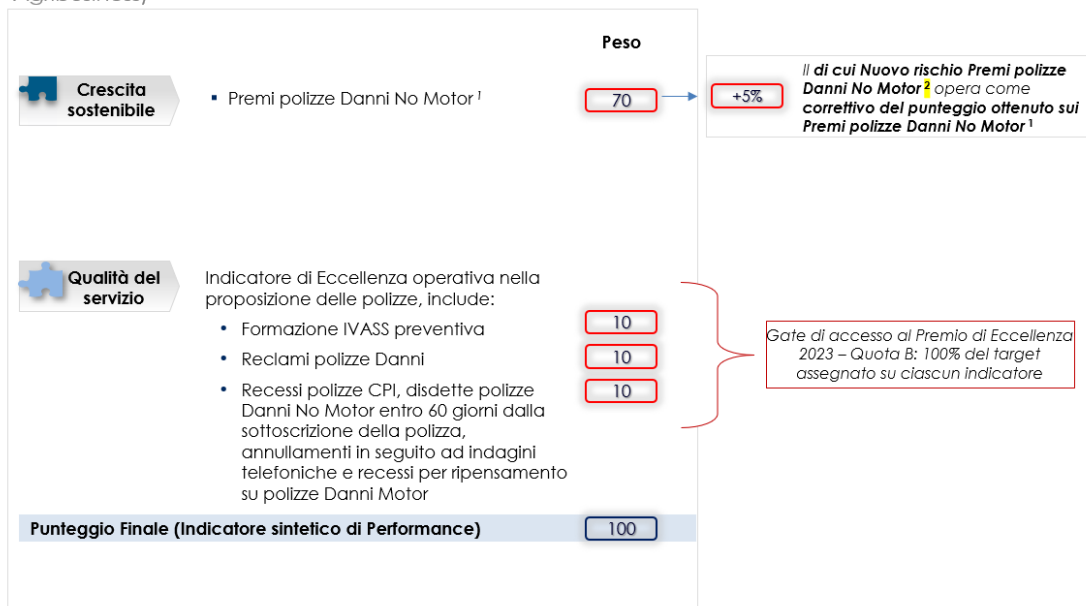 Agribusiness)
Peso
Crescita
sostenibile
▪ Premi polizze Danni No Motor 1
70
+5%
Il di cui Nuovo rischio Premi polizze
Danni No Motor 2 opera come
correttivo del punteggio ottenuto sui
Premi polizze Danni No Motor 1
Qualità del
servizio
Indicatore di Eccellenza operativa nella
proposizione delle polizze, include:
• Formazione IVASS preventiva
10
• Reclami polizze Danni
10
• Recessi polizze CPI, disdette polizze
Danni No Motor entro 60 giorni dalla
sottoscrizione della polizza,
annullamenti in seguito ad indagini
telefoniche e recessi per ripensamento
su polizze Danni Motor
10
Gate di accesso al Premio di Eccellenza
2023 – Quota B: 100% del target
assegnato su ciascun indicatore
Punteggio Finale (Indicatore sintetico di Performance)
100